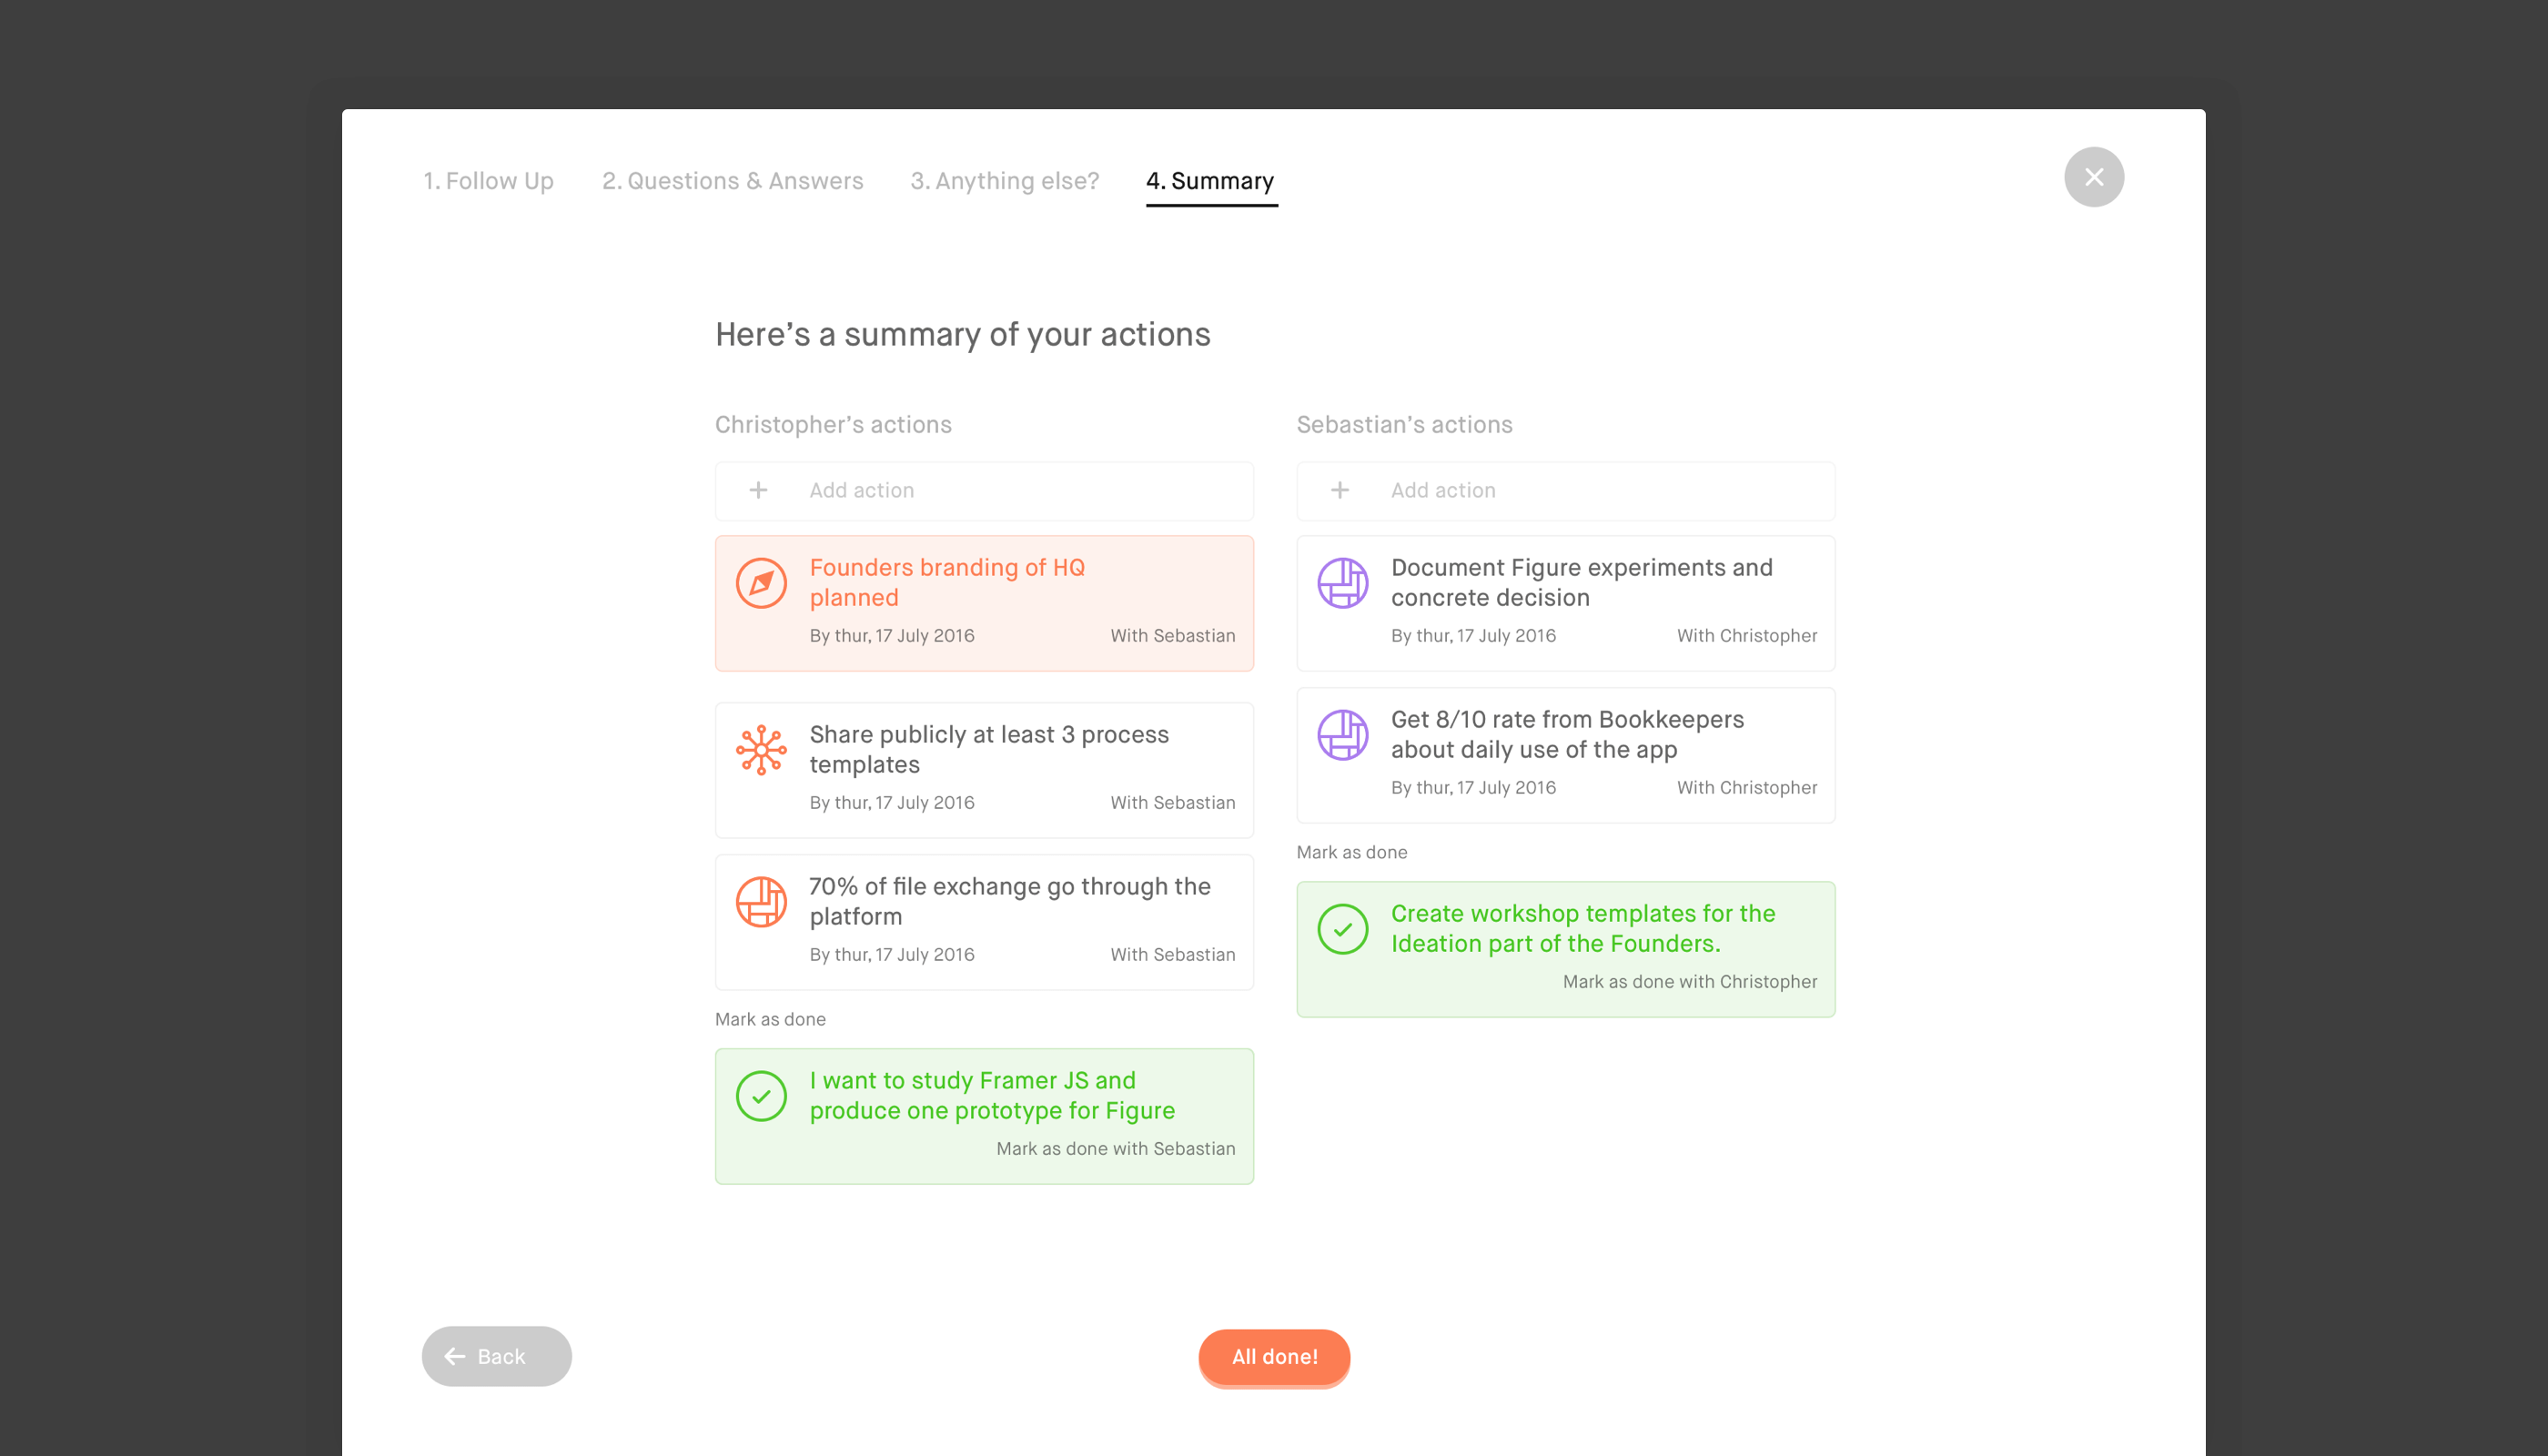 1. Follow Up
2. Questions & Answers
3. Anything else?
4. Summary
Here’s a summary of your actions
Christopher’s actions
Add action
Founders branding of HQ
planned
By thur, 17 July 2016
With Sebastian
Share publicly at least 3 process
templates
By thur, 17 July 2016
With Sebastian
70% of file exchange go through the
platform
By thur, 17 July 2016
With Sebastian
Mark as done
I want to study Framer JS and
produce one prototype for Figure
Mark as done with Sebastian
Sebastian’s actions
Add action
Document Figure experiments and
concrete decision
By thur, 17 July 2016
With Christopher
Get 8/10 rate from Bookkeepers
about daily use of the app
By thur, 17 July 2016
With Christopher
Mark as done
Create workshop templates for the
Ideation part of the Founders.
Mark as done with Christopher
Back
All done!